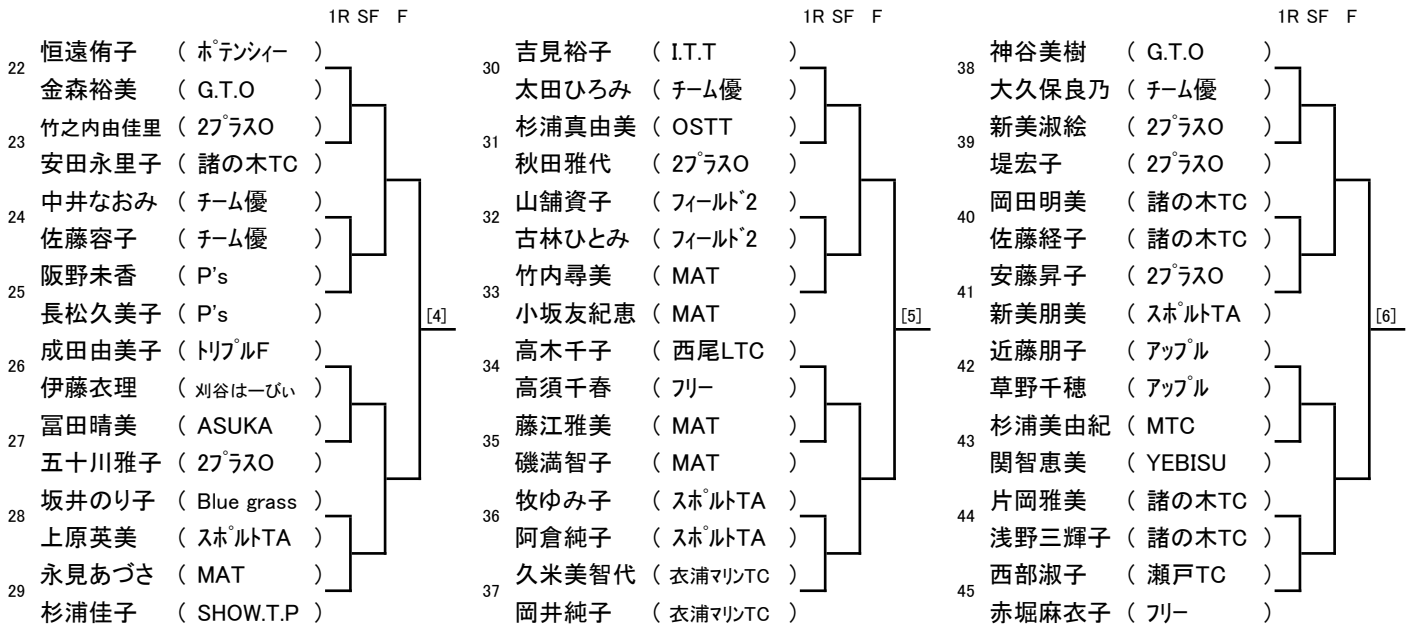 1R SF F
恒遠侑子 ( ﾎﾟﾃﾝｼｨｰ )
22
金森裕美 ( G.T.O )
竹之内由佳里 ( 2ﾌﾟﾗｽO )
23
安田永里子 ( 諸の木TC )
中井なおみ ( ﾁｰﾑ優 )
24
佐藤容子 ( ﾁｰﾑ優 )
阪野未香 ( P's )
25
長松久美子 ( P's )
[4]
成田由美子 ( ﾄﾘﾌﾟﾙF )
26
伊藤衣理 ( 刈谷はーびぃ )
冨田晴美 ( ASUKA )
27
五十川雅子 ( 2ﾌﾟﾗｽO )
坂井のり子 ( Blue grass )
28
上原英美 ( ｽﾎﾟﾙﾄTA )
永見あづさ ( MAT )
29
杉浦佳子 ( SHOW.T.P )
1R SF F
吉見裕子 ( I.T.T )
30
太田ひろみ ( ﾁｰﾑ優 )
杉浦真由美 ( OSTT )
31
秋田雅代 ( 2ﾌﾟﾗｽO )
山舗資子 ( ﾌｨｰﾙﾄﾞ2 )
32
古林ひとみ ( ﾌｨｰﾙﾄﾞ2 )
竹内尋美 ( MAT )
33
小坂友紀恵 ( MAT )
[5]
高木千子 ( 西尾LTC )
34
高須千春 ( ﾌﾘｰ )
藤江雅美 ( MAT )
35
磯満智子 ( MAT )
牧ゆみ子 ( ｽﾎﾟﾙﾄTA )
36
阿倉純子 ( ｽﾎﾟﾙﾄTA )
久米美智代 ( 衣浦ﾏﾘﾝTC )
37
岡井純子 ( 衣浦ﾏﾘﾝTC )
1R SF F
神谷美樹 ( G.T.O )
38
大久保良乃 ( ﾁｰﾑ優 )
新美淑絵 ( 2ﾌﾟﾗｽO )
39
堤宏子 ( 2ﾌﾟﾗｽO )
岡田明美 ( 諸の木TC )
40
佐藤経子 ( 諸の木TC )
安藤昇子 ( 2ﾌﾟﾗｽO )
41
新美朋美 ( ｽﾎﾟﾙﾄTA )
[6]
近藤朋子 ( ｱｯﾌﾟﾙ )
42
草野千穂 ( ｱｯﾌﾟﾙ )
杉浦美由紀 ( MTC )
43
関智恵美 ( YEBISU )
片岡雅美 ( 諸の木TC )
44
浅野三輝子 ( 諸の木TC )
西部淑子 ( 瀬戸TC )
45
赤堀麻衣子 ( ﾌﾘｰ )